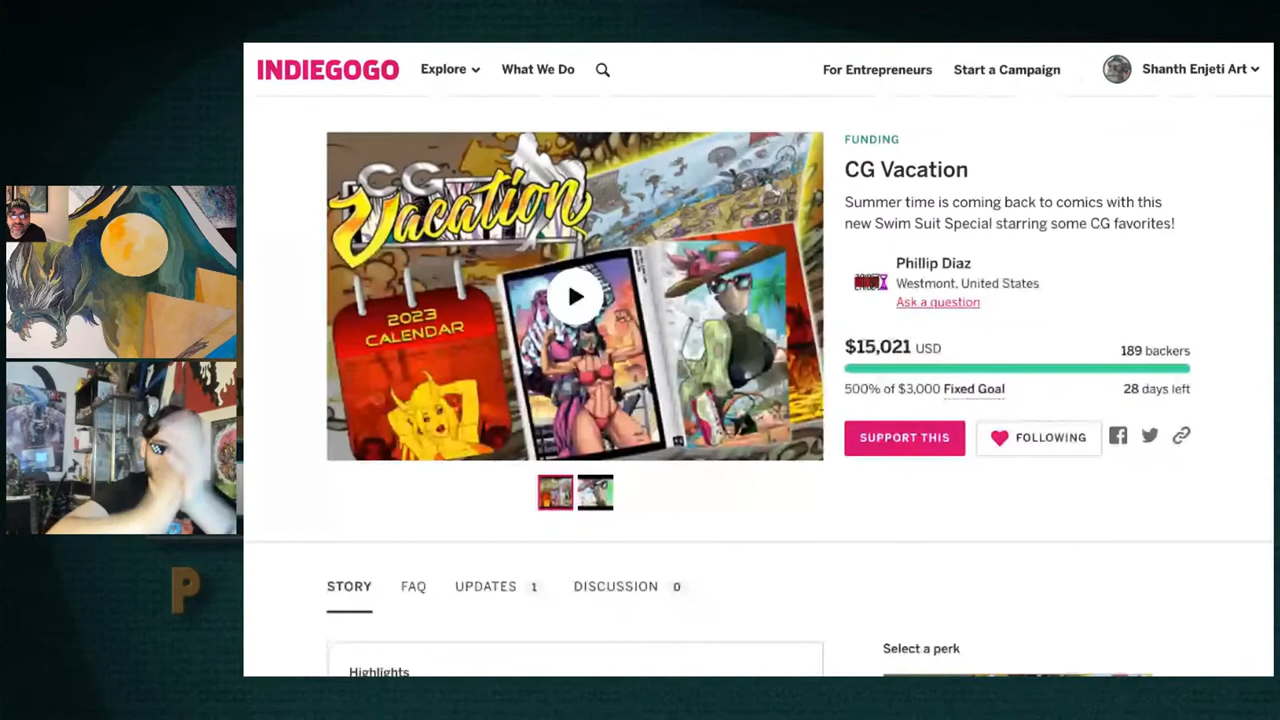 INDIEGOGO
Explore
What We Do
For Entrepreneurs
Start a Campaign
Shanth Enjeti Art
CG
Vacation
2023
CALENDAR
FUNDING
CG Vacation
Summer time is coming back to comics with this
new Swim Suit Special starring some CG favorites!
Phillip Diaz
Westmont, United States
Ask a question
$15,021 USD
189 backers
500% of $3,000 Fixed Goal
28 days left
SUPPORT THIS
FOLLOWING
P
STORY
FAQ
UPDATES 1
DISCUSSION 0
Highlights
Select a perk